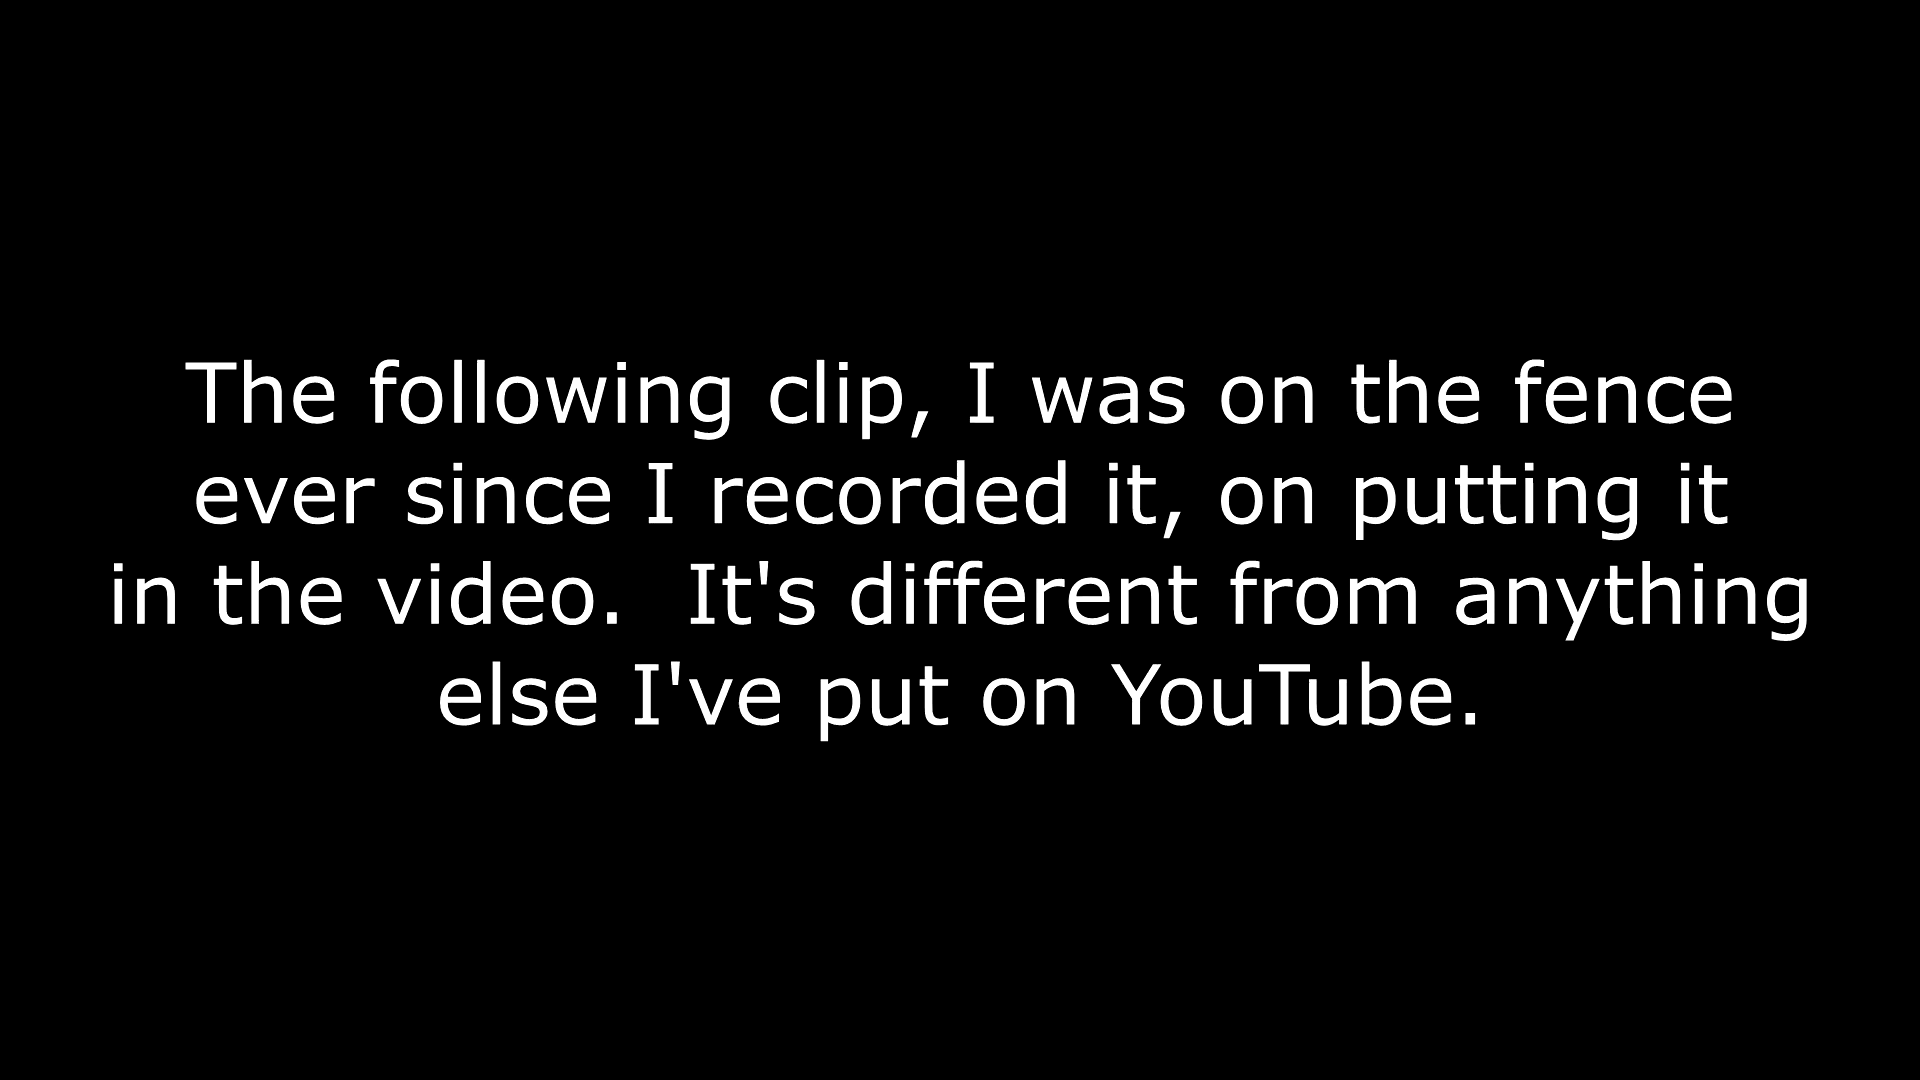 The following clip, I was on the fence
ever since I recorded it, on putting it
in the video.  It's different from anything
else I've put on YouTube.